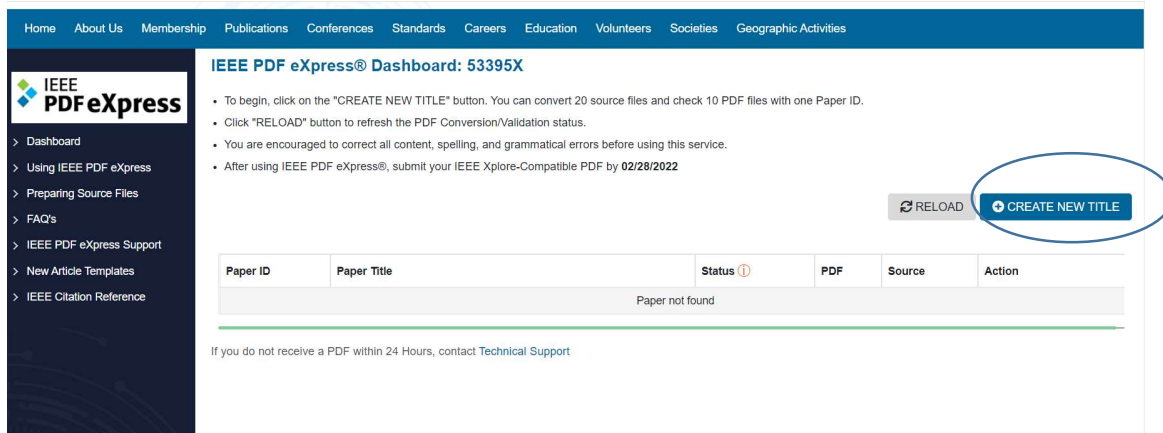 Home About Us Membership Publications Conferences Standards Careers Education Volunteers Societies Geographic Activities
IEEE
PDF eXpress
Dashboard
Using IEEE PDF eXpress
Preparing Source Files
FAQ's
IEEE PDF eXpress Support
New Article Templates
IEEE Citation Reference
IEEE PDF eXpress® Dashboard: 53395X
• To begin, click on the "CREATE NEW TITLE" button. You can convert 20 source files and check 10 PDF files with one Paper ID.
• Click "RELOAD" button to refresh the PDF Conversion/Validation status.
• You are encouraged to correct all content, spelling, and grammatical errors before using this service.
• After using IEEE PDF eXpress®, submit your IEEE Xplore-Compatible PDF by 02/28/2022
RELOAD CREATE NEW TITLE
Paper ID Paper Title Status PDF Source Action
Paper not found
If you do not receive a PDF within 24 Hours, contact Technical Support